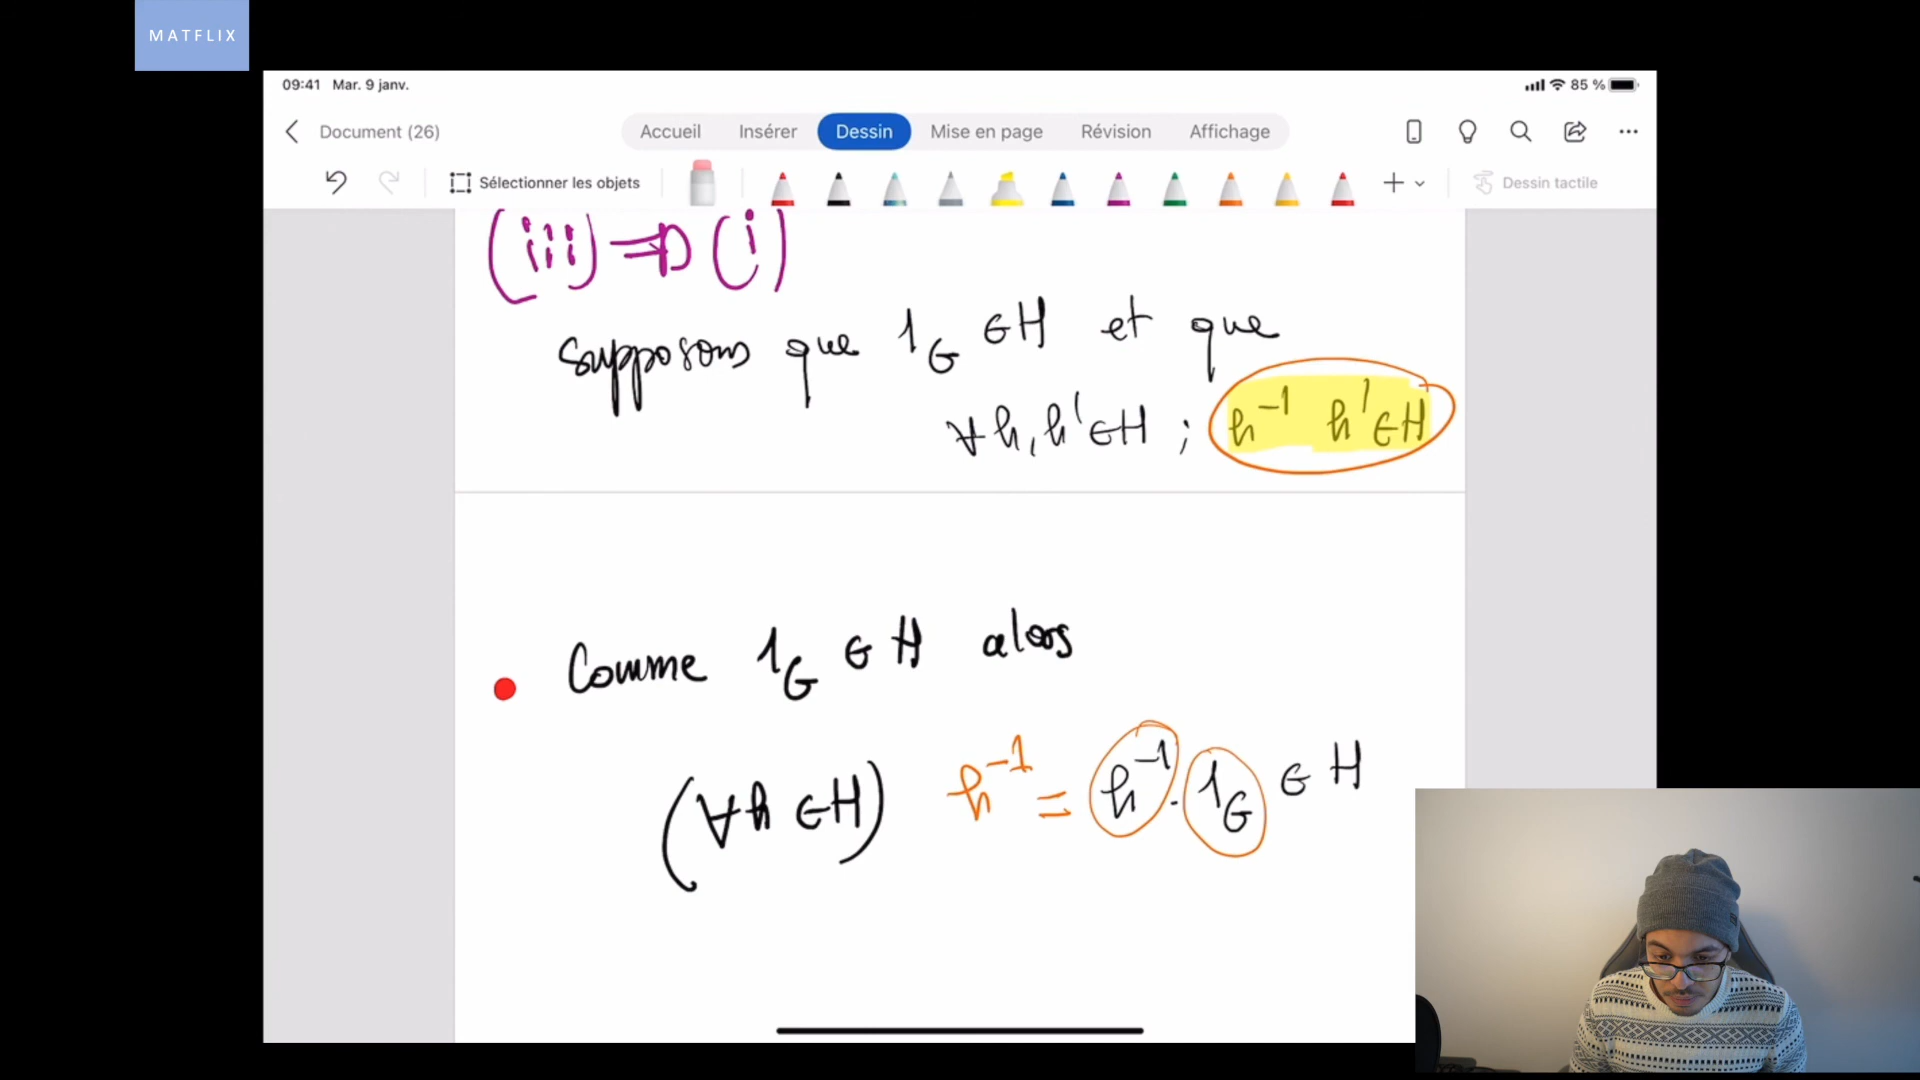 MATFLIX
09:41 Mar. 9 janv. 85 %
Document (26) Accueil Insérer Dessin Mise en page Révision Affichage
Sélectionner les objets Dessin tactile
(iii) ⇒ (i)
Supposons que 1_G ∈ H et que
∀ h, h' ∈ H ; h⁻¹ h' ∈ H
Comme 1_G ∈ H alors
(∀ h ∈ H) h⁻¹ = h⁻¹ . 1_G ∈ H